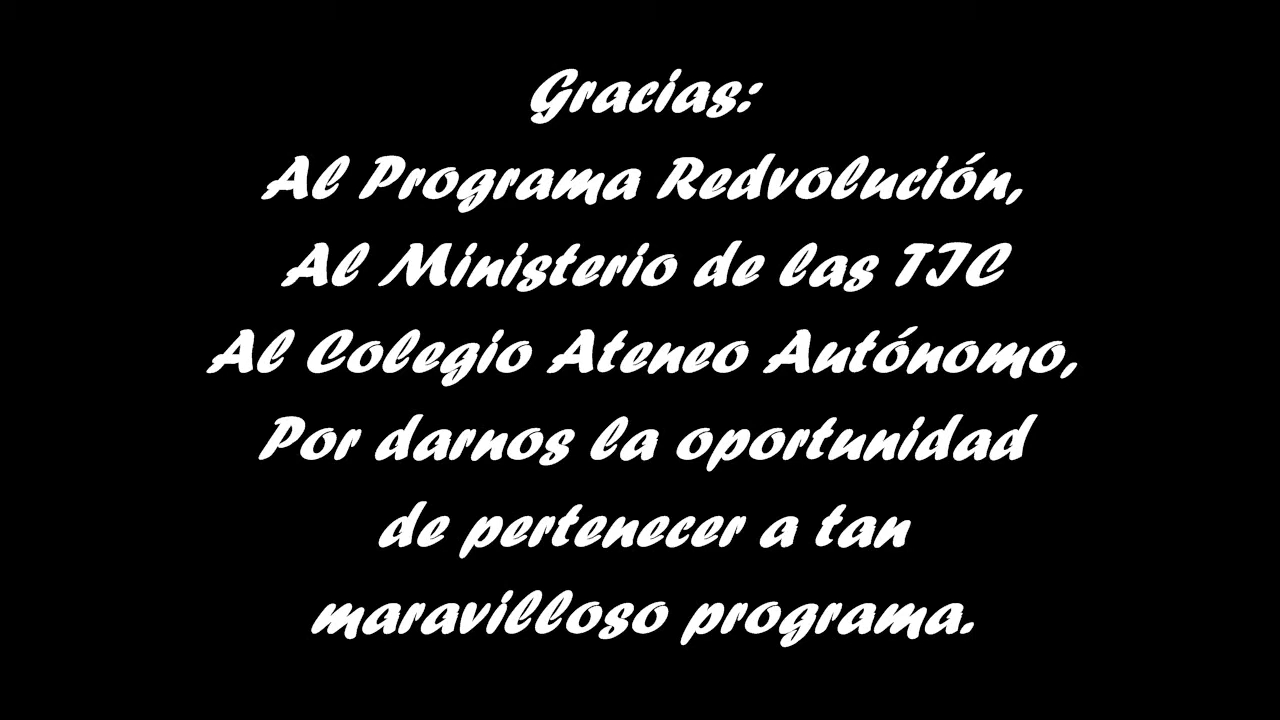 Gracias:
Al Programa Redvolución,
Al Ministerio de las TIC
Al Colegio Ateneo Autónomo,
Por darnos la oportunidad
de pertenecer a tan
maravilloso programa.